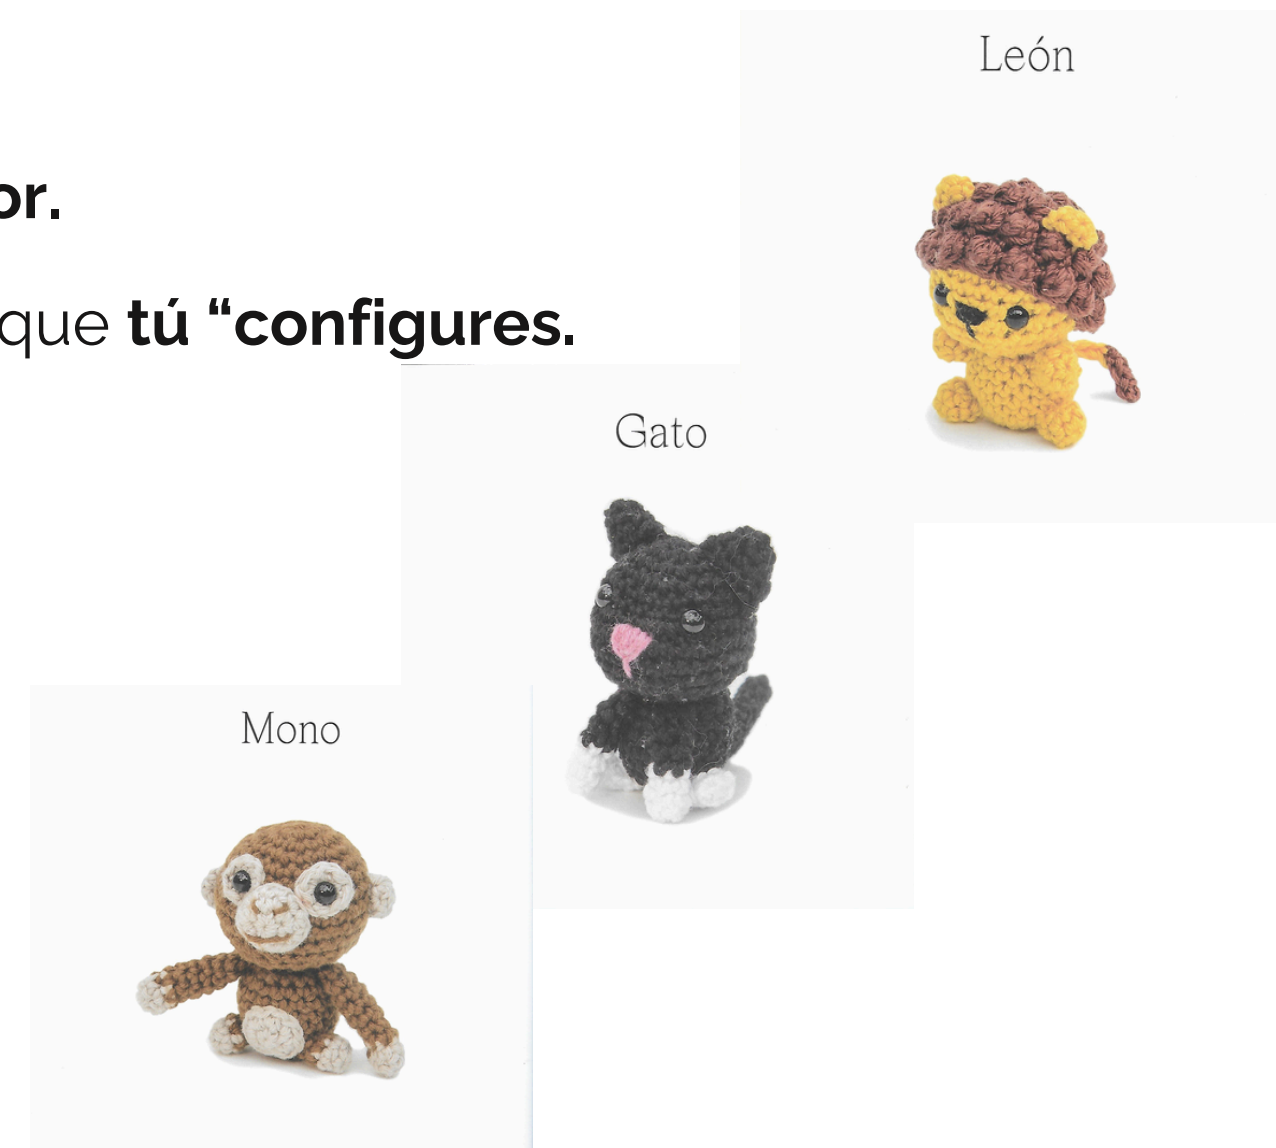 León
or.
que tú “configures.
Gato
Mono